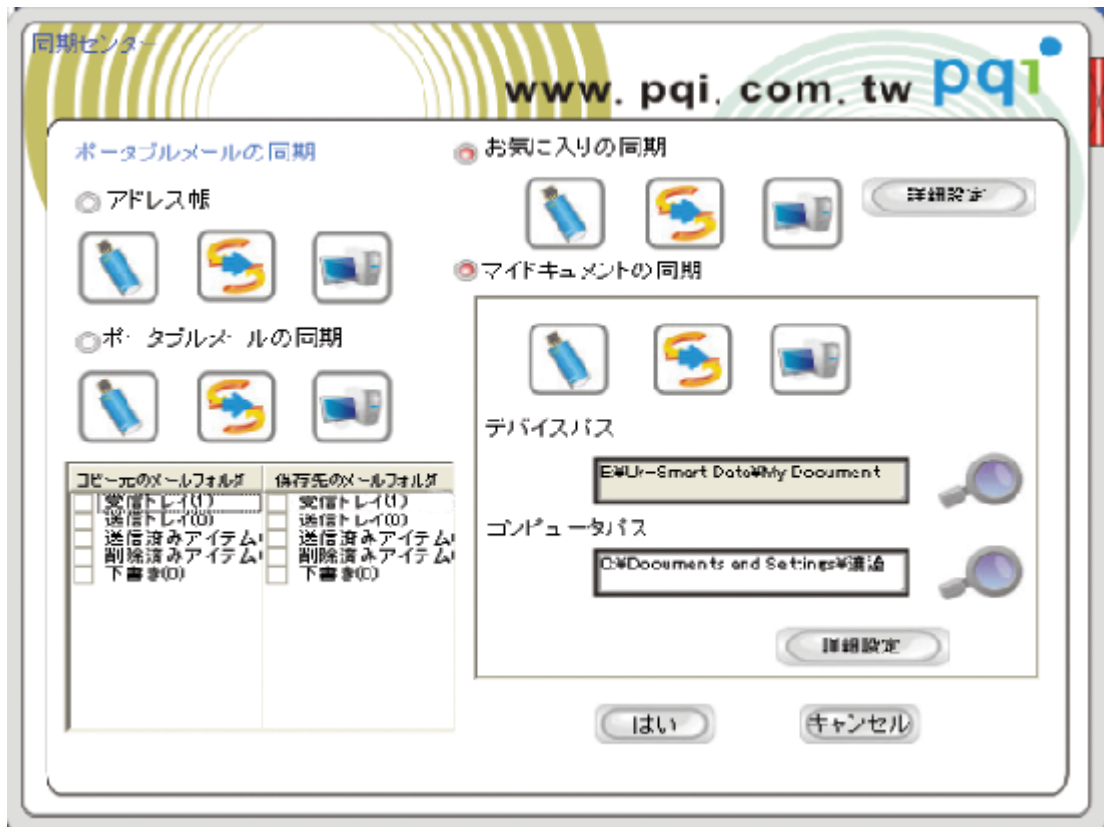 同期センター
www. pqi. com. tw
pqi
ポータブルメールの同期
アドレス帳
ポータブルメールの同期
コピー元のメールフォルダ 保存先のメールフォルダ
受信トレイ(1) 受信トレイ(1)
送信トレイ(0) 送信トレイ(0)
送信済みアイテム( 送信済みアイテム(
削除済みアイテム( 削除済みアイテム(
下書き(0) 下書き(0)
お気に入りの同期
詳細設定
マイドキュメントの同期
デバイスパス
E¥Ur-Smart Data¥My Document
コンピュータパス
C:¥Documents and Settings¥渡邉
詳細設定
はい
キャンセル